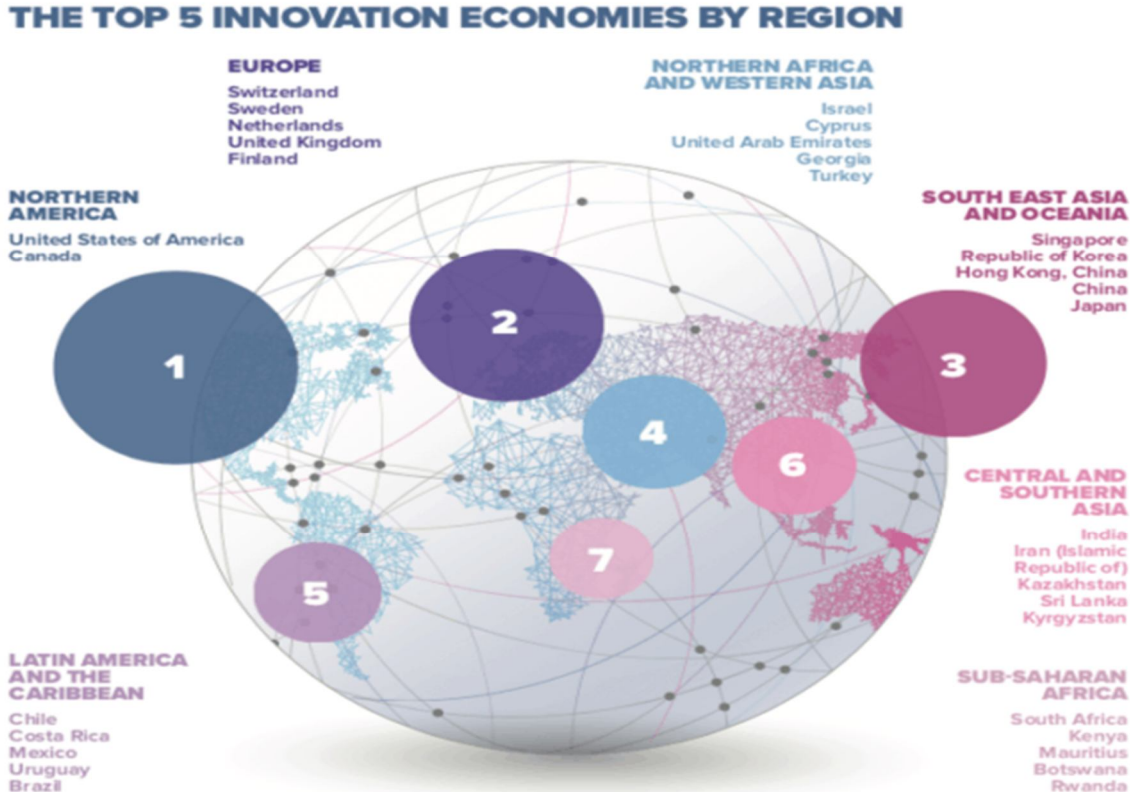 THE TOP 5 INNOVATION ECONOMIES BY REGION
EUROPE
Switzerland
Sweden
Netherlands
United Kingdom
Finland
NORTHERN AFRICA
AND WESTERN ASIA
Israel
Cyprus
United Arab Emirates
Georgia
Turkey
NORTHERN
AMERICA
United States of America
Canada
SOUTH EAST ASIA
AND OCEANIA
Singapore
Republic of Korea
Hong Kong, China
China
Japan
1
2
3
4
5
6
7
CENTRAL AND
SOUTHERN
ASIA
India
Iran (Islamic
Republic of)
Kazakhstan
Sri Lanka
Kyrgyzstan
LATIN AMERICA
AND THE
CARIBBEAN
Chile
Costa Rica
Mexico
Uruguay
Brazil
SUB-SAHARAN
AFRICA
South Africa
Kenya
Mauritius
Botswana
Rwanda